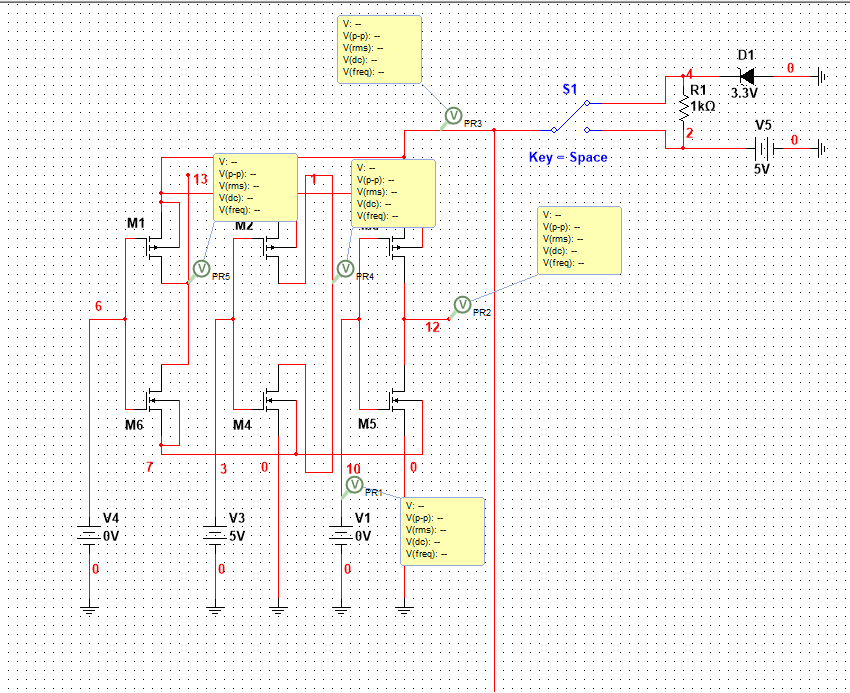 V: --
V(p-p): --
V(rms): --
V(dc): --
V(freq): --
PR3
S1
Key = Space
4
D1
3.3V
0
R1
1kΩ
2
V5
5V
0
13
V: --
V(p-p): --
V(rms): --
V(dc): --
V(freq): --
1
V: --
V(p-p): --
V(rms): --
V(dc): --
V(freq): --
M1
M2
PR5
PR4
V: --
V(p-p): --
V(rms): --
V(dc): --
V(freq): --
PR2
6
12
M6
M4
M5
7
3
0
10
0
PR1
V: --
V(p-p): --
V(rms): --
V(dc): --
V(freq): --
V4
0V
V3
5V
V1
0V
0
0
0